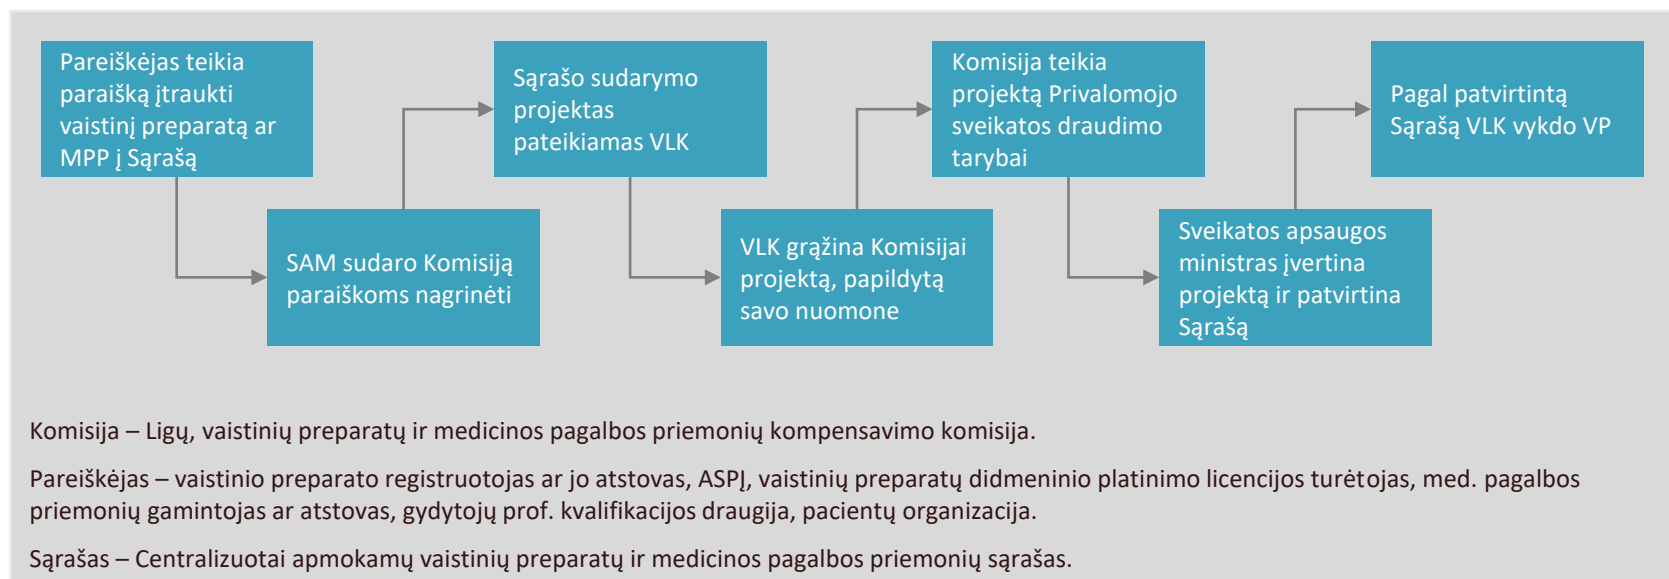 Pareiškėjas teikia
paraišką įtraukti
vaistinį preparatą ar
MPP į Sąrašą
SAM sudaro Komisiją
paraiškoms nagrinėti
Sąrašo sudarymo
projektas
pateikiamas VLK
VLK grąžina Komisijai
projektą, papildytą
savo nuomone
Komisija teikia
projektą Privalomojo
sveikatos draudimo
tarybai
Sveikatos apsaugos
ministras įvertina
projektą ir patvirtina
Sąrašą
Pagal patvirtintą
Sąrašą VLK vykdo VP
Komisija – Ligų, vaistinių preparatų ir medicinos pagalbos priemonių kompensavimo komisija.
Pareiškėjas – vaistinio preparato registruotojas ar jo atstovas, ASPĮ, vaistinių preparatų didmeninio platinimo licencijos turėtojas, med. pagalbos
priemonių gamintojas ar atstovas, gydytojų prof. kvalifikacijos draugija, pacientų organizacija.
Sąrašas – Centralizuotai apmokamų vaistinių preparatų ir medicinos pagalbos priemonių sąrašas.